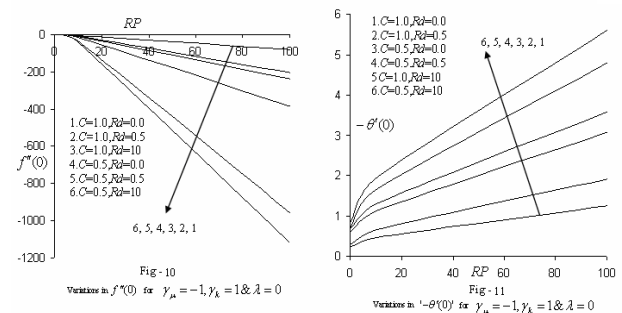 RP
0
20
40
60
80
100
0
-200
-400
-600
-800
-1000
-1200
f''(0)
1.C=1.0,Rd=0.0
2.C=1.0,Rd=0.5
3.C=1.0,Rd=10
4.C=0.5,Rd=0.0
5.C=0.5,Rd=0.5
6.C=0.5,Rd=10
6, 5, 4, 3, 2, 1
Fig - 10
Variations in f''(0) for γμ = -1, γk = 1 & λ = 0
6
5
4
3
2
1
0
-θ'(0)
1.C=1.0,Rd=0.0
2.C=1.0,Rd=0.5
3.C=0.5,Rd=0.0
4.C=0.5,Rd=0.5
5.C=1.0,Rd=10
6.C=0.5,Rd=10
6, 5, 4, 3, 2, 1
0
20
40
60
80
100
RP
Fig - 11
Variations in '-θ'(0)' for γμ = -1, γk = 1 & λ = 0